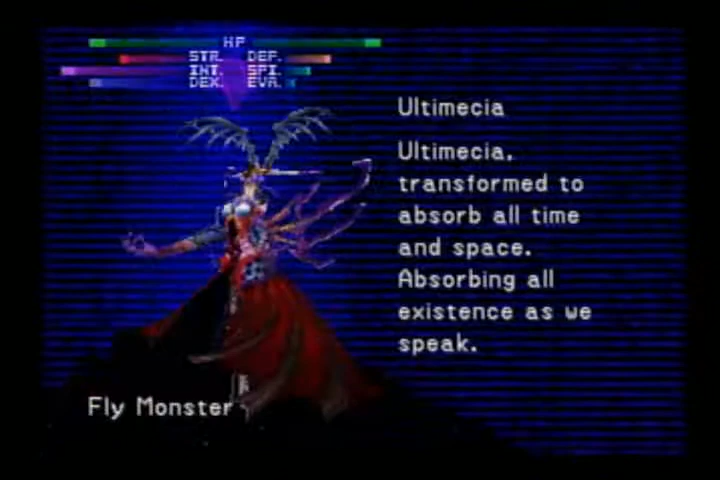 HP
STR. DEF.
INT. SPI.
DEX. EVA.
Ultimecia
Ultimecia,
transformed to
absorb all time
and space.
Absorbing all
existence as we
speak.
Fly Monster